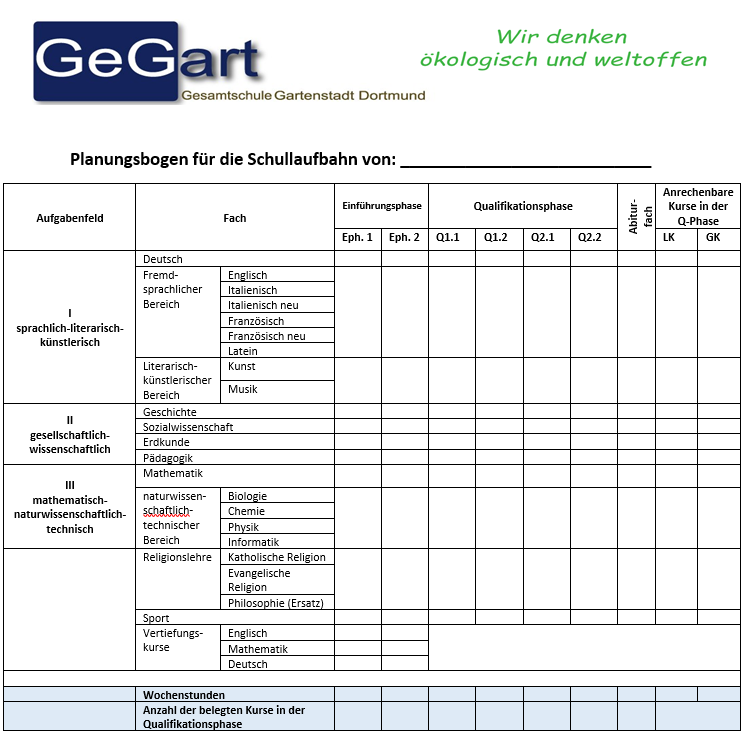 GeGart
Gesamtschule Gartenstadt Dortmund
Wir denken
ökologisch und weltoffen
Planungsbogen für die Schullaufbahn von: ___________________________
Aufgabenfeld
Fach
Einführungsphase
Qualifikationsphase
Abitur-
fach
Anrechenbare
Kurse in der
Q-Phase
Eph. 1
Eph. 2
Q1.1
Q1.2
Q2.1
Q2.2
LK
GK
I
sprachlich-literarisch-
künstlerisch
Deutsch
Fremd-
sprachlicher
Bereich
Englisch
Italienisch
Italienisch neu
Französisch
Französisch neu
Latein
Literarisch-
künstlerischer
Bereich
Kunst
Musik
II
gesellschaftlich-
wissenschaftlich
Geschichte
Sozialwissenschaft
Erdkunde
Pädagogik
III
mathematisch-
naturwissenschaftlich-
technisch
Mathematik
naturwissen-
schaftlich-
technischer
Bereich
Biologie
Chemie
Physik
Informatik
Religionslehre
Katholische Religion
Evangelische
Religion
Philosophie (Ersatz)
Sport
Vertiefungs-
kurse
Englisch
Mathematik
Deutsch
Wochenstunden
Anzahl der belegten Kurse in der
Qualifikationsphase